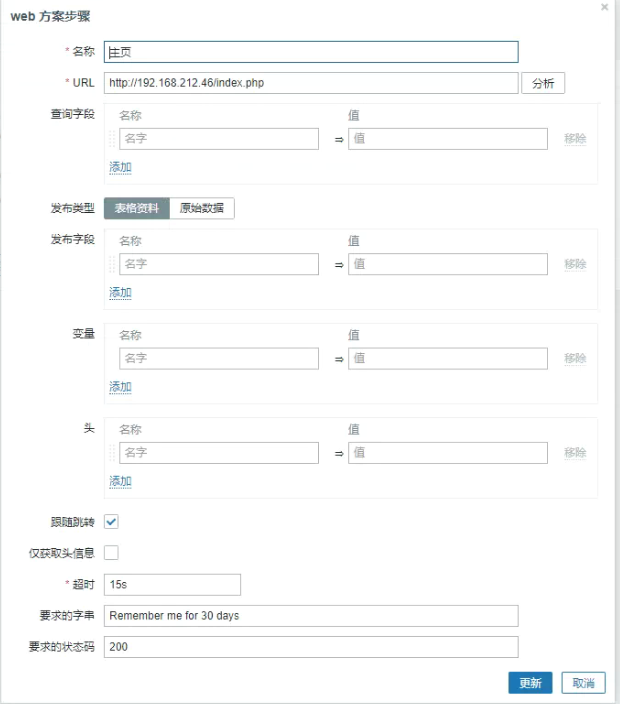 web 方案步骤
* 名称 主页
* URL http://192.168.212.46/index.php 分析
查询字段 名称 值
名字 ⇒ 值 移除
添加
发布类型 表格资料 原始数据
发布字段 名称 值
名字 ⇒ 值 移除
添加
变量 名称 值
名字 ⇒ 值 移除
添加
头 名称 值
名字 ⇒ 值 移除
添加
跟随跳转
仅获取头信息
* 超时 15s
要求的字串 Remember me for 30 days
要求的状态码 200
更新 取消